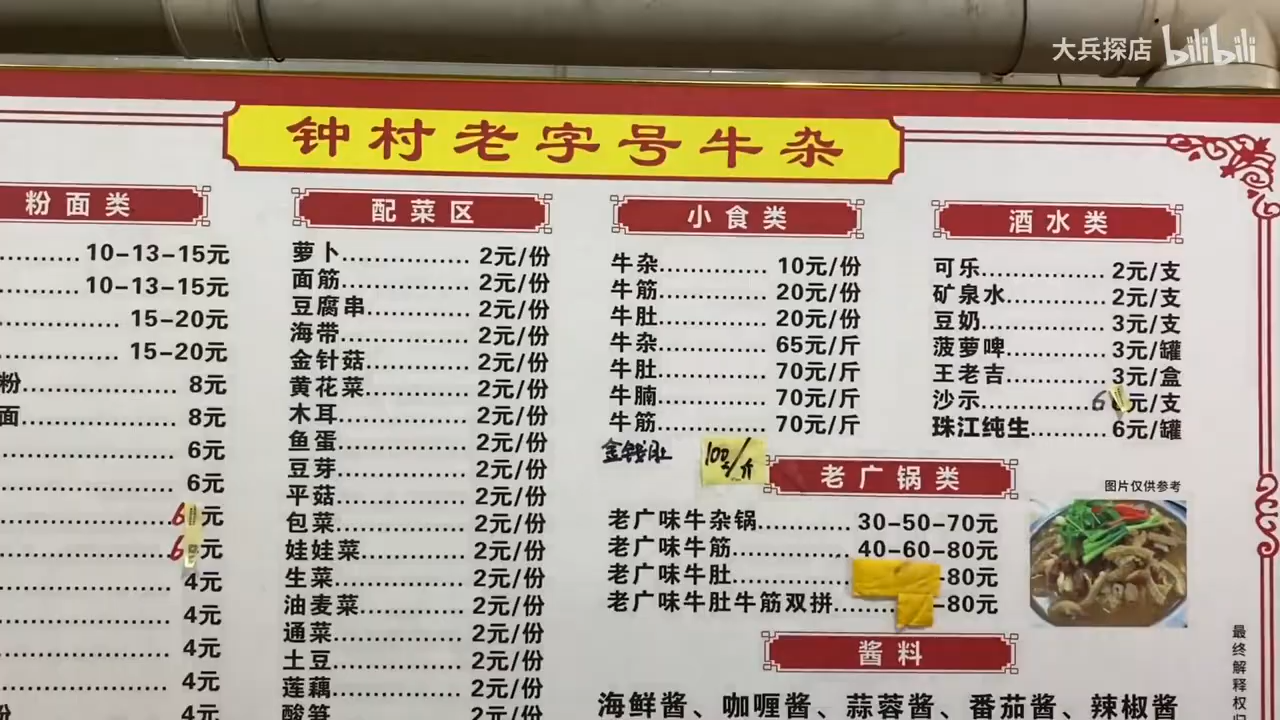 大兵探店 bilibili
钟村老字号牛杂
粉面类
..........10-13-15元
..........10-13-15元
15-20元
15-20元
粉 8元
面 8元
6元
6元
6元
6元
4元
4元
4元
4元
4元
配菜区
萝卜 2元/份
面筋 2元/份
豆腐串 2元/份
海带 2元/份
金针菇 2元/份
黄花菜 2元/份
木耳 2元/份
鱼蛋 2元/份
豆芽 2元/份
平菇 2元/份
包菜 2元/份
娃娃菜 2元/份
生菜 2元/份
油麦菜 2元/份
通菜 2元/份
土豆 2元/份
莲藕 2元/份
酸笋 2元/份
小食类
牛杂 10元/份
牛筋 20元/份
牛肚 20元/份
牛杂 65元/斤
牛肚 70元/斤
牛腩 70元/斤
牛筋 70元/斤
金钱肚 100元/斤
酒水类
可乐 2元/支
矿泉水 2元/支
豆奶 3元/支
菠萝啤 3元/罐
王老吉 3元/盒
沙示 6元/支
珠江纯生 6元/罐
老广锅类
图片仅供参考
老广味牛杂锅 30-50-70元
老广味牛筋 40-60-80元
老广味牛肚 -80元
老广味牛肚牛筋双拼 -80元
酱料
海鲜酱、咖喱酱、蒜蓉酱、番茄酱、辣椒酱
最终解释权